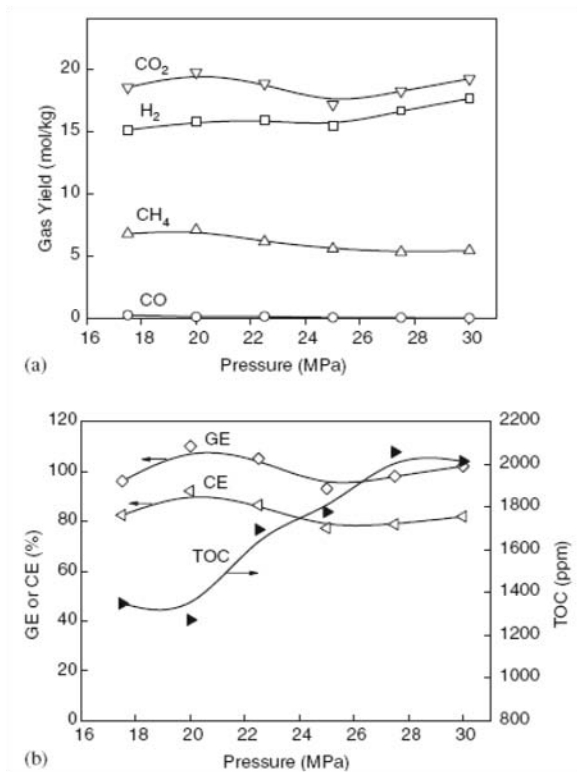 20
15
10
5
0
Gas Yield (mol/kg)
CO₂
H₂
CH₄
CO
16 18 20 22 24 26 28 30
Pressure (MPa)
(a)
120
100
80
60
40
20
0
GE or CE (%)
GE
CE
TOC
2200
2000
1800
1600
1400
1200
1000
800
TOC (ppm)
16 18 20 22 24 26 28 30
Pressure (MPa)
(b)